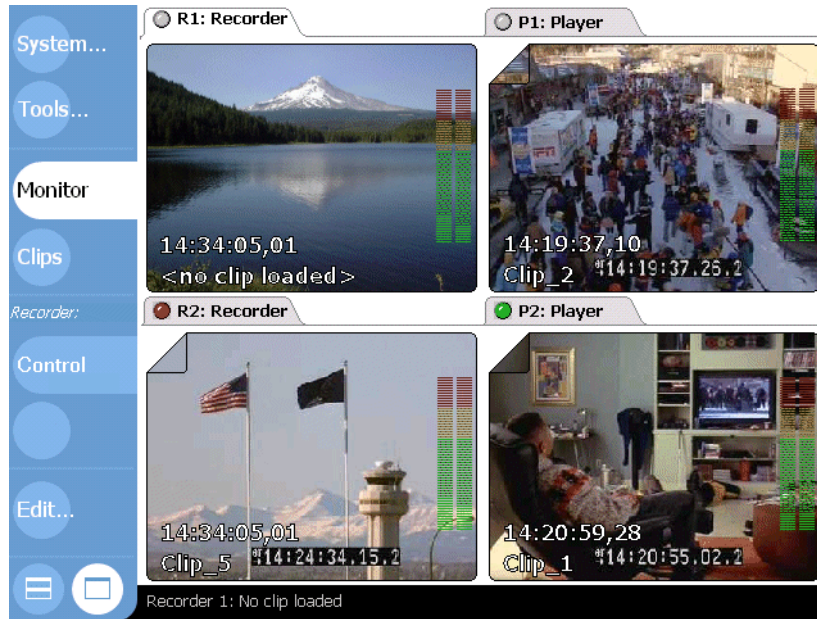 System...
Tools...
Monitor
Clips
Recorder:
Control
Edit...
R1: Recorder
14:34:05,01
<no clip loaded>
P1: Player
14:19:37,10
Clip_2
14:19:37.26.2
R2: Recorder
14:34:05,01
Clip_5
14:24:34.15.2
P2: Player
14:20:59,28
Clip_1
14:20:55.02.2
Recorder 1: No clip loaded